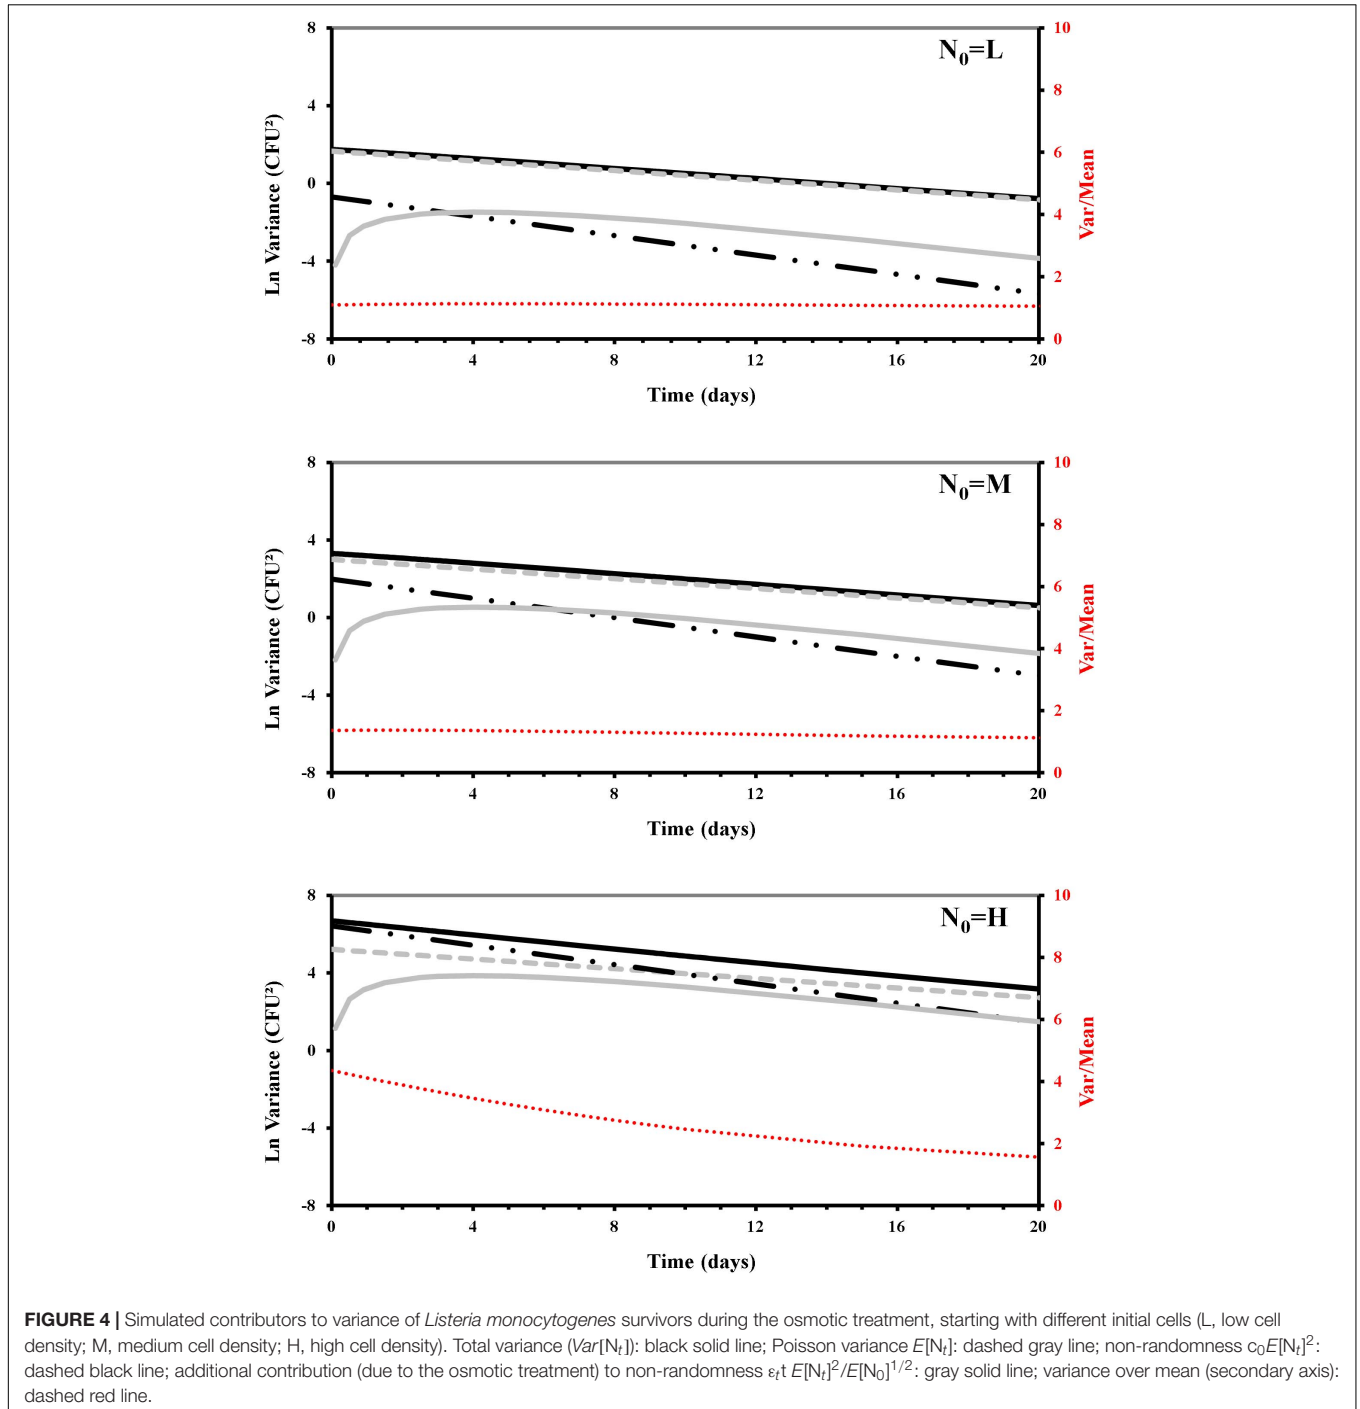 8
4
0
-4
-8
Ln Variance (CFU²)
N₀=L
10
8
6
4
2
0
Var/Mean
0 4 8 12 16 20
Time (days)
8
4
0
-4
-8
Ln Variance (CFU²)
N₀=M
10
8
6
4
2
0
Var/Mean
0 4 8 12 16 20
Time (days)
8
4
0
-4
-8
Ln Variance (CFU²)
N₀=H
10
8
6
4
2
0
Var/Mean
0 4 8 12 16 20
Time (days)
FIGURE 4 | Simulated contributors to variance of Listeria monocytogenes survivors during the osmotic treatment, starting with different initial cells (L, low cell
density; M, medium cell density; H, high cell density). Total variance (Var[Nₜ]): black solid line; Poisson variance E[Nₜ]: dashed gray line; non-randomness c₀E[Nₜ]²:
dashed black line; additional contribution (due to the osmotic treatment) to non-randomness εₜt E[Nₜ]²/E[N₀]¹/²: gray solid line; variance over mean (secondary axis):
dashed red line.